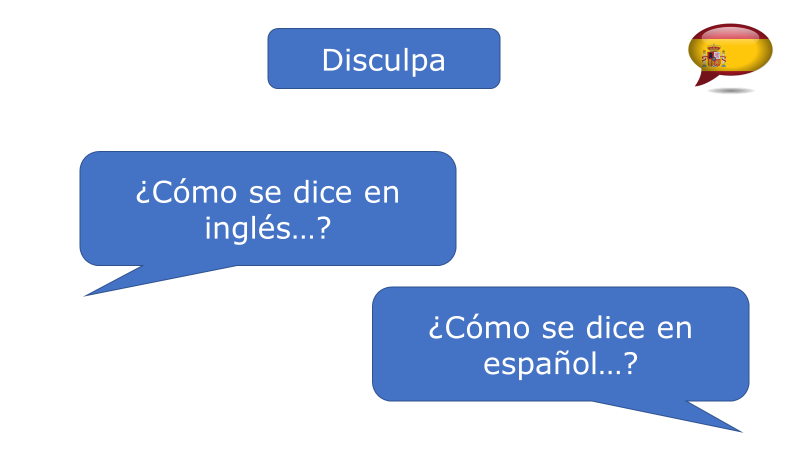 Disculpa
¿Cómo se dice en
inglés…?
¿Cómo se dice en
español…?